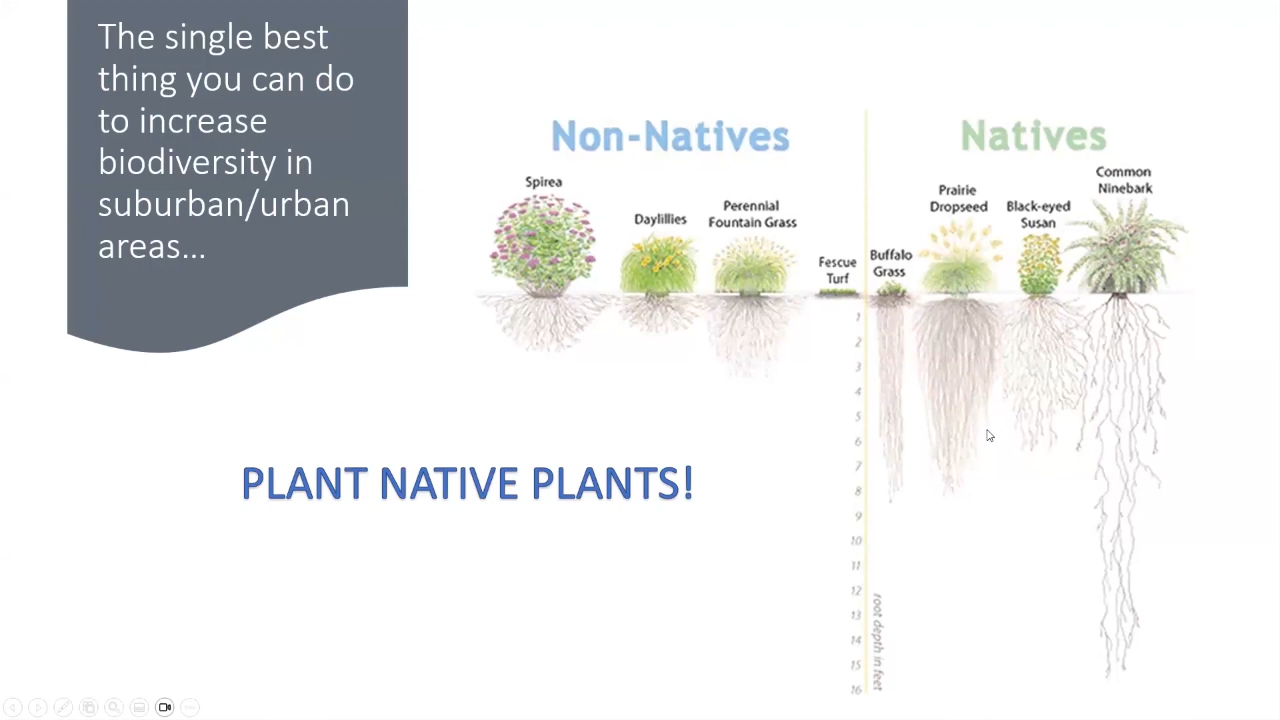 The single best
thing you can do
to increase
biodiversity in
suburban/urban
areas...
Non-Natives
Natives
Spirea
Daylillies
Perennial
Fountain Grass
Fescue
Turf
Buffalo
Grass
Prairie
Dropseed
Black-eyed
Susan
Common
Ninebark
1
2
3
4
5
6
7
8
9
10
11
12
13
14
15
16
root depth in feet
PLANT NATIVE PLANTS!